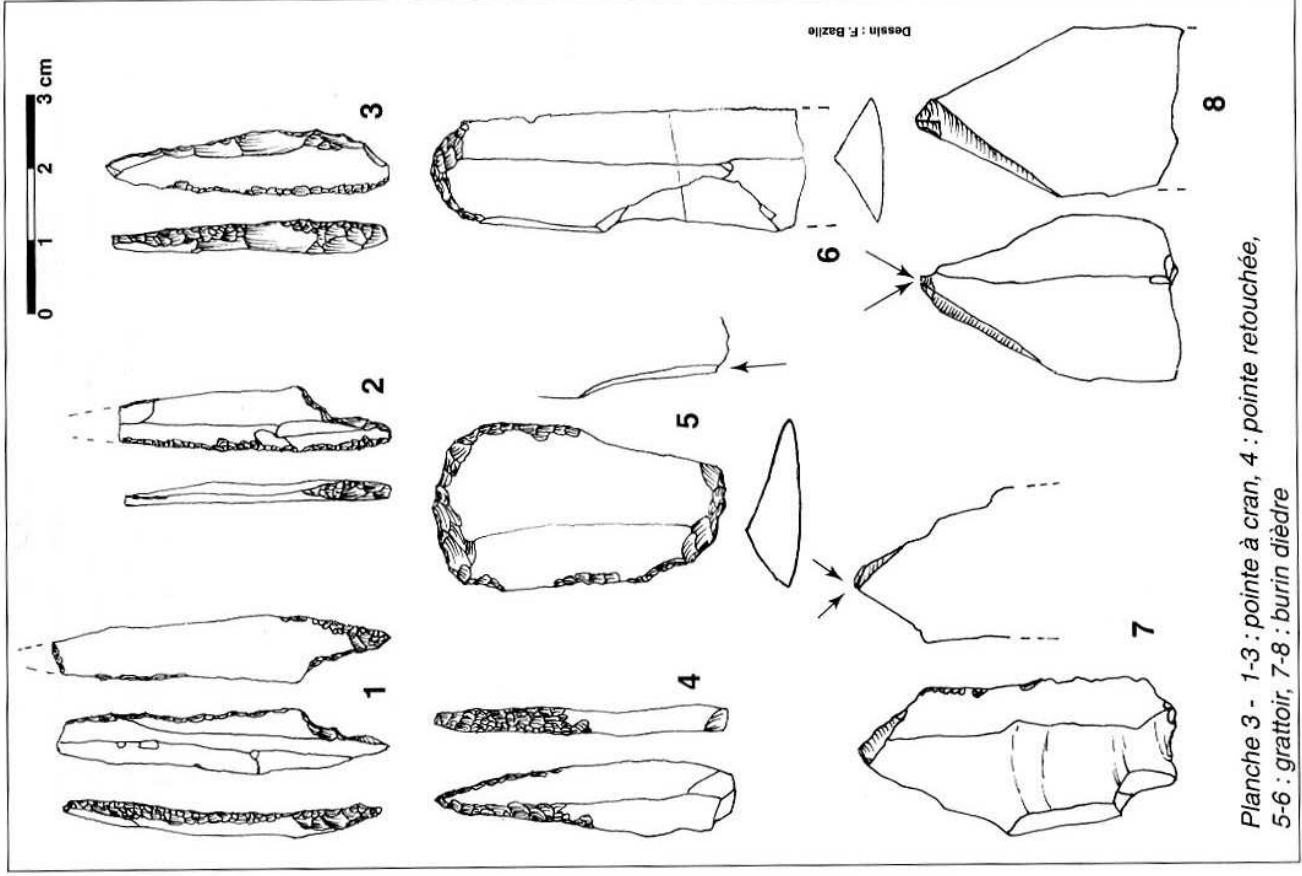 0 1 2 3 cm
1
2
3
4
5
6
7
8
Dessin : F. Bazile
Planche 3 - 1-3 : pointe à cran, 4 : pointe retouchée,
5-6 : grattoir, 7-8 : burin dièdre